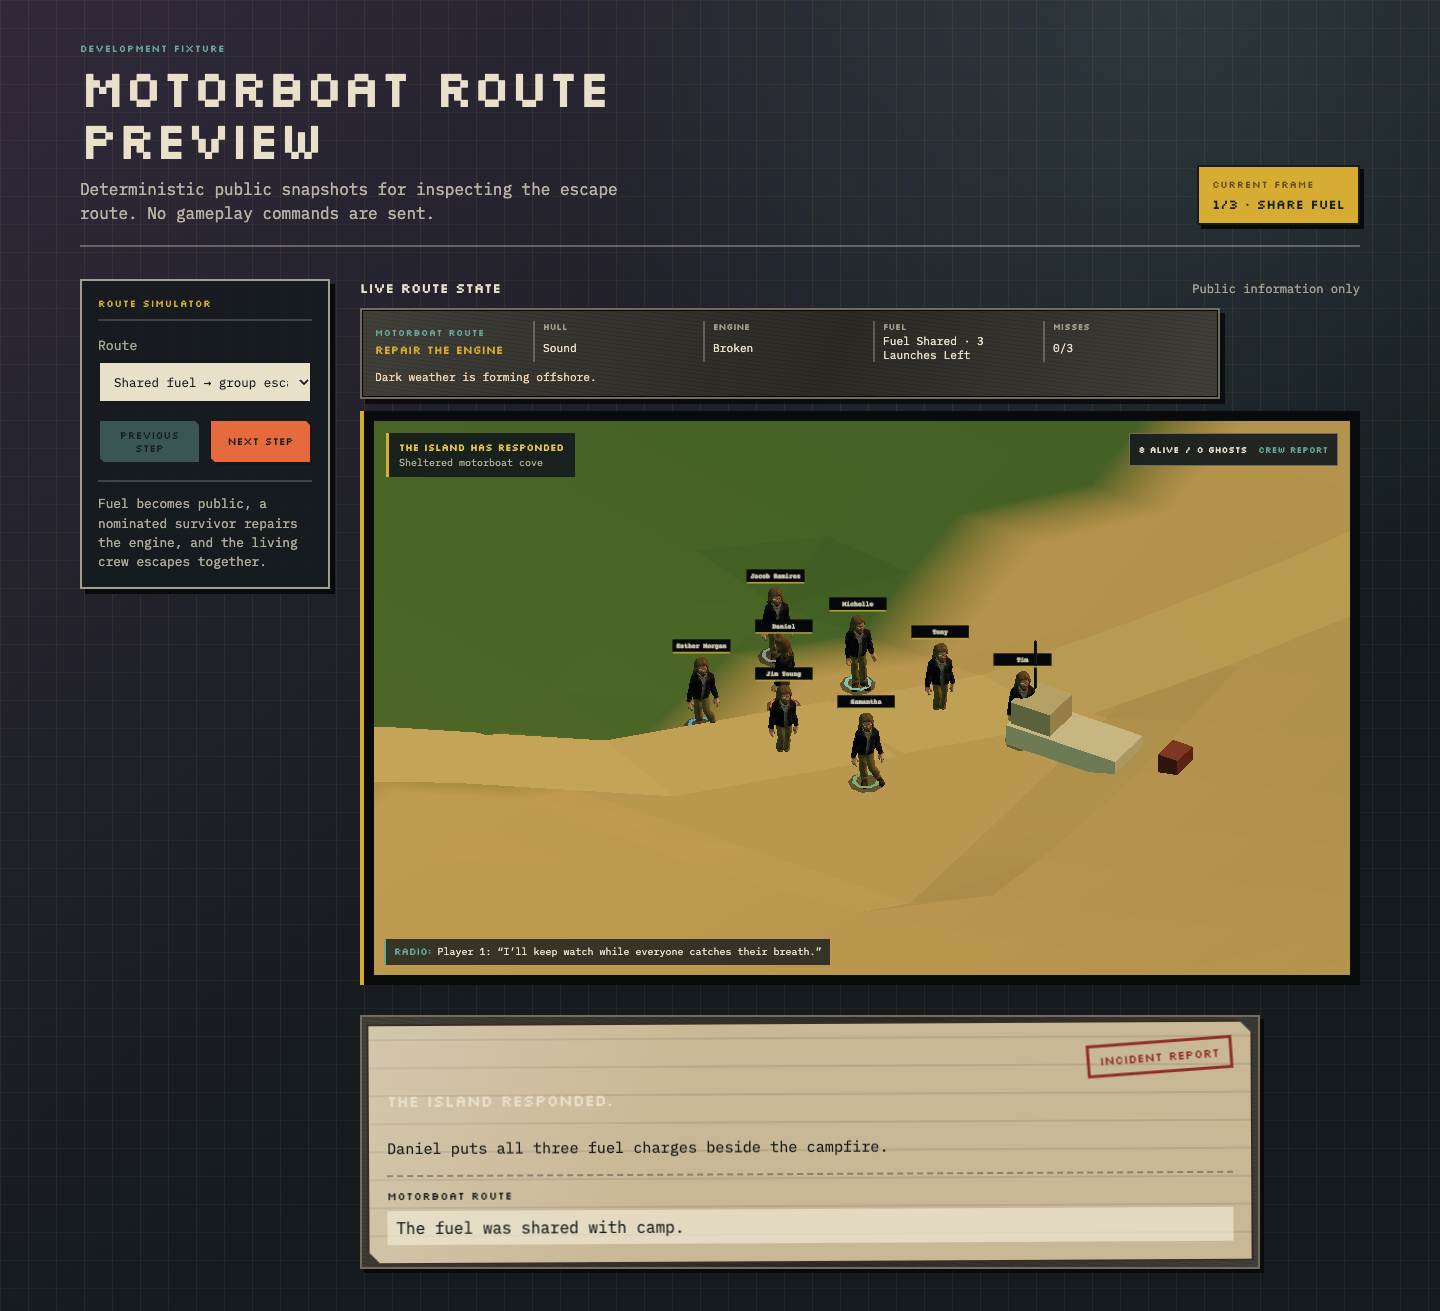 DEVELOPMENT FIXTURE
MOTORBOAT ROUTE
PREVIEW
Deterministic public snapshots for inspecting the escape
route. No gameplay commands are sent.
CURRENT FRAME
1/3 · SHARE FUEL
ROUTE SIMULATOR
Route
Shared fuel → group esca
PREVIOUS
STEP
NEXT STEP
Fuel becomes public, a
nominated survivor repairs
the engine, and the living
crew escapes together.
LIVE ROUTE STATE
Public information only
MOTORBOAT ROUTE
REPAIR THE ENGINE
HULL
Sound
ENGINE
Broken
FUEL
Fuel Shared · 3
Launches Left
MISSES
0/3
Dark weather is forming offshore.
THE ISLAND HAS RESPONDED
Sheltered motorboat cove
8 ALIVE / 0 GHOSTS CREW REPORT
Jacob Ramirez
Michelle
Daniel
Tony
Esther Morgan
Tim
Jim Young
Samantha
RADIO: Player 1: “I’ll keep watch while everyone catches their breath.”
INCIDENT REPORT
THE ISLAND RESPONDED.
Daniel puts all three fuel charges beside the campfire.
MOTORBOAT ROUTE
The fuel was shared with camp.